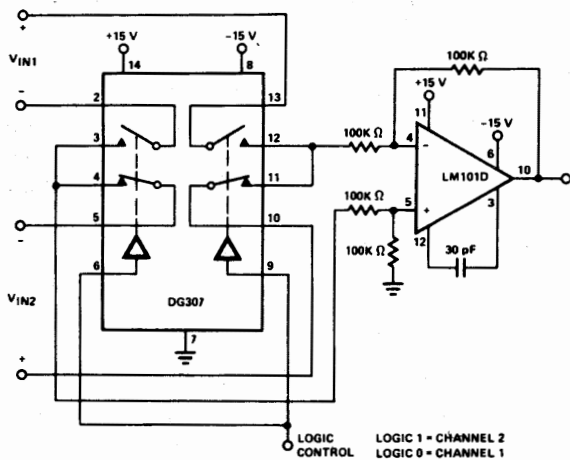 +
V IN1
−
+15 V
−15 V
14
8
2
13
3
12
4
11
5
10
6
9
DG307
7
−
V IN2
+
100K Ω
+15 V
−15 V
11
6
100K Ω
4
−
LM101D
10
100K Ω
5
+
3
12
100K Ω
30 pF
LOGIC
CONTROL
LOGIC 1 = CHANNEL 2
LOGIC 0 = CHANNEL 1